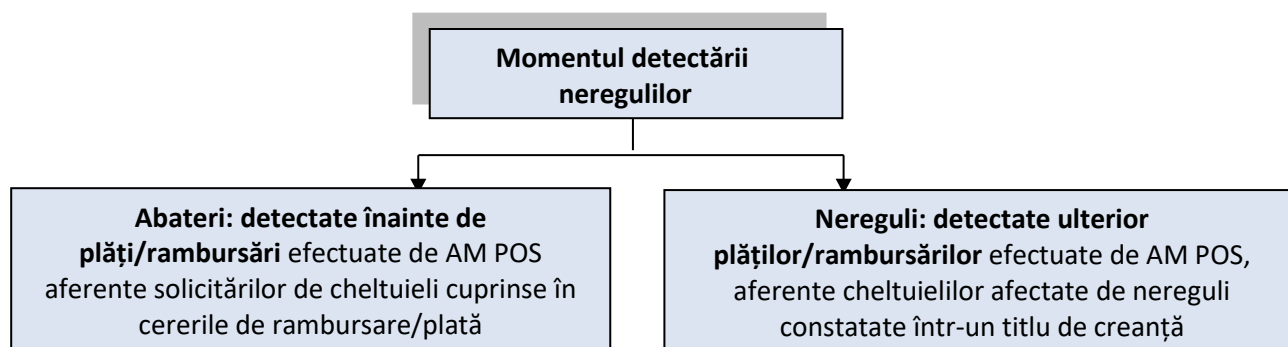 Momentul detectării
neregulilor
Abateri: detectate înainte de
plăți/rambursări efectuate de AM POS
aferente solicitărilor de cheltuieli cuprinse în
cererile de rambursare/plată
Nereguli: detectate ulterior
plăților/rambursărilor efectuate de AM POS,
aferente cheltuielilor afectate de nereguli
constatate într-un titlu de creanță